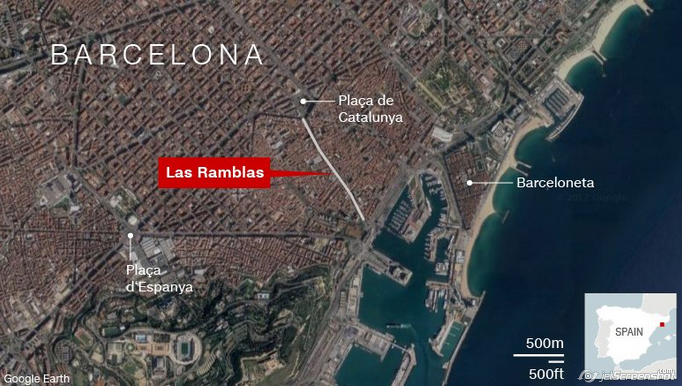 BARCELONA
Plaça de
Catalunya
Las Ramblas
Barceloneta
Plaça
d'Espanya
500m
500ft
SPAIN
Google Earth